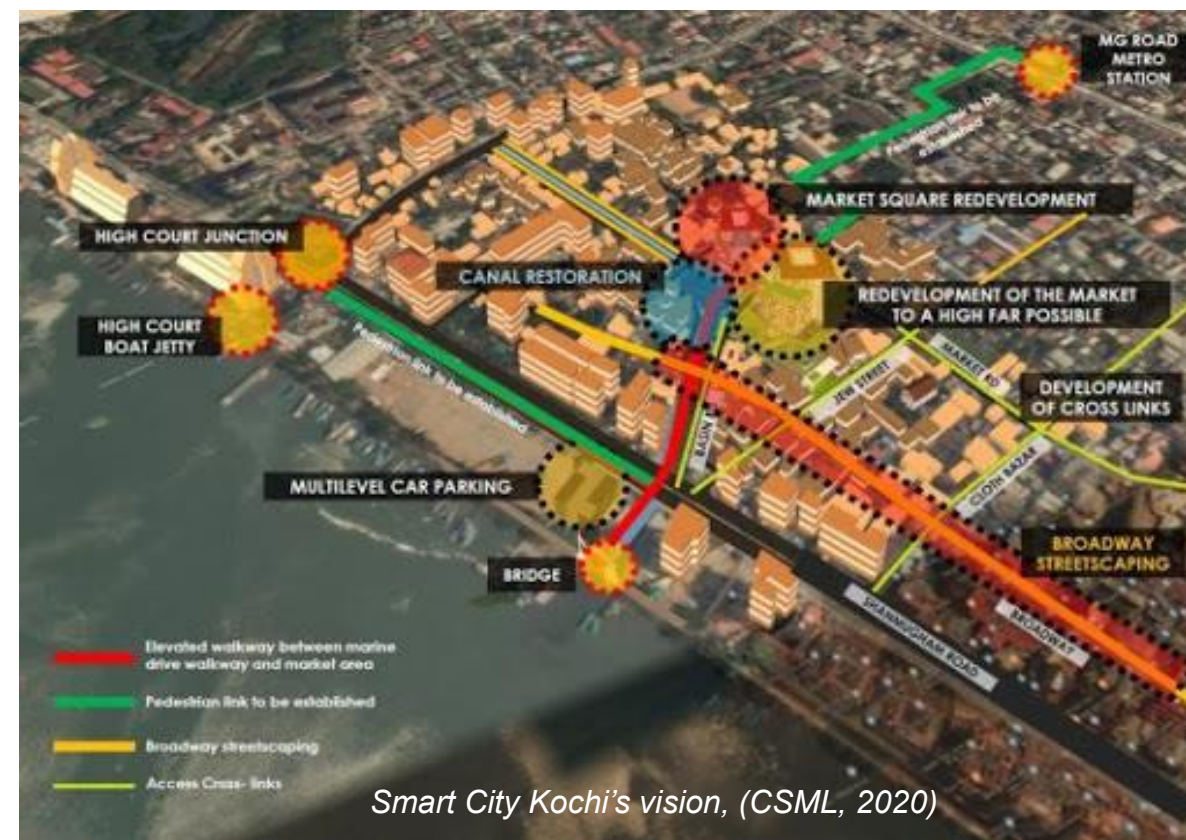 MG ROAD
METRO
STATION
Pedestrian link to be
established
MARKET SQUARE REDEVELOPMENT
HIGH COURT JUNCTION
CANAL RESTORATION
REDEVELOPMENT OF THE MARKET
TO A HIGH FAR POSSIBLE
HIGH COURT
BOAT JETTY
Pedestrian link to be established
MARKET RD
JEW STREET
DEVELOPMENT
OF CROSS LINKS
BASIN
MULTILEVEL CAR PARKING
CLOTH BAZAR
BROADWAY
STREETSCAPING
BRIDGE
SHANMUGHAM ROAD
BROADWAY
Elevated walkway between marine
drive walkway and market area
Pedestrian link to be established
Broadway streetscaping
Access Cross- links
Smart City Kochi's vision, (CSML, 2020)